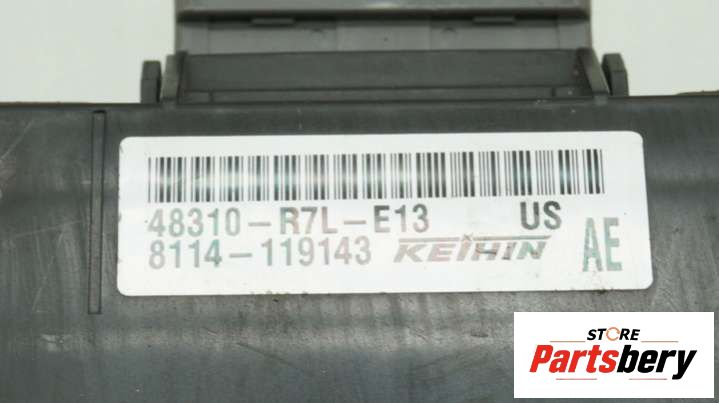 48310-R7L-E13 US
8114-119143 KEIHIN AE
STORE
Partsbery